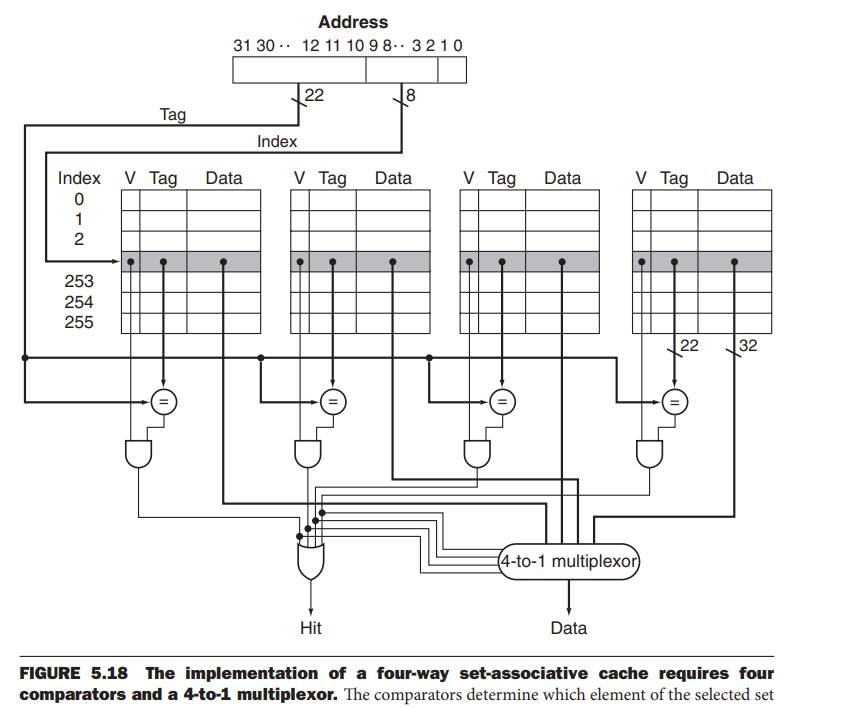 Address
31 30 ·· 12 11 10 9 8 ·· 3 2 1 0
22
8
Tag
Index
Index V Tag Data V Tag Data V Tag Data V Tag Data
0
1
2
253
254
255
22
32
= = = =
4-to-1 multiplexor
Hit
Data
FIGURE 5.18 The implementation of a four-way set-associative cache requires four
comparators and a 4-to-1 multiplexor. The comparators determine which element of the selected set